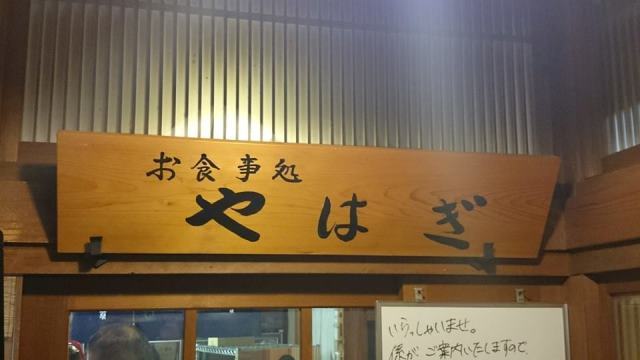 お食事処
やはぎ
いらっしゃいませ。
係がご案内いたしますので